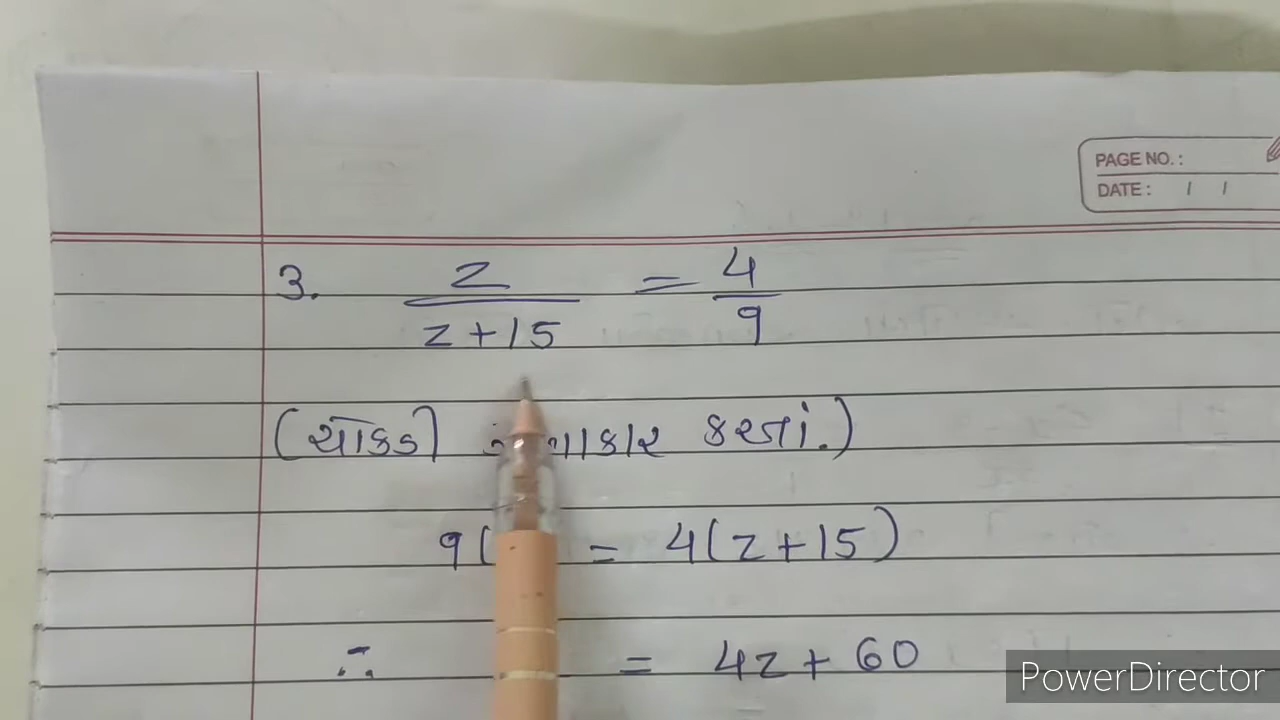 PAGE NO. :
DATE : / /
3. z / z + 15 = 4 / 9
(ચોકડી કરતાં.)
9( = 4(z + 15)
∴ = 4z + 60
PowerDirector